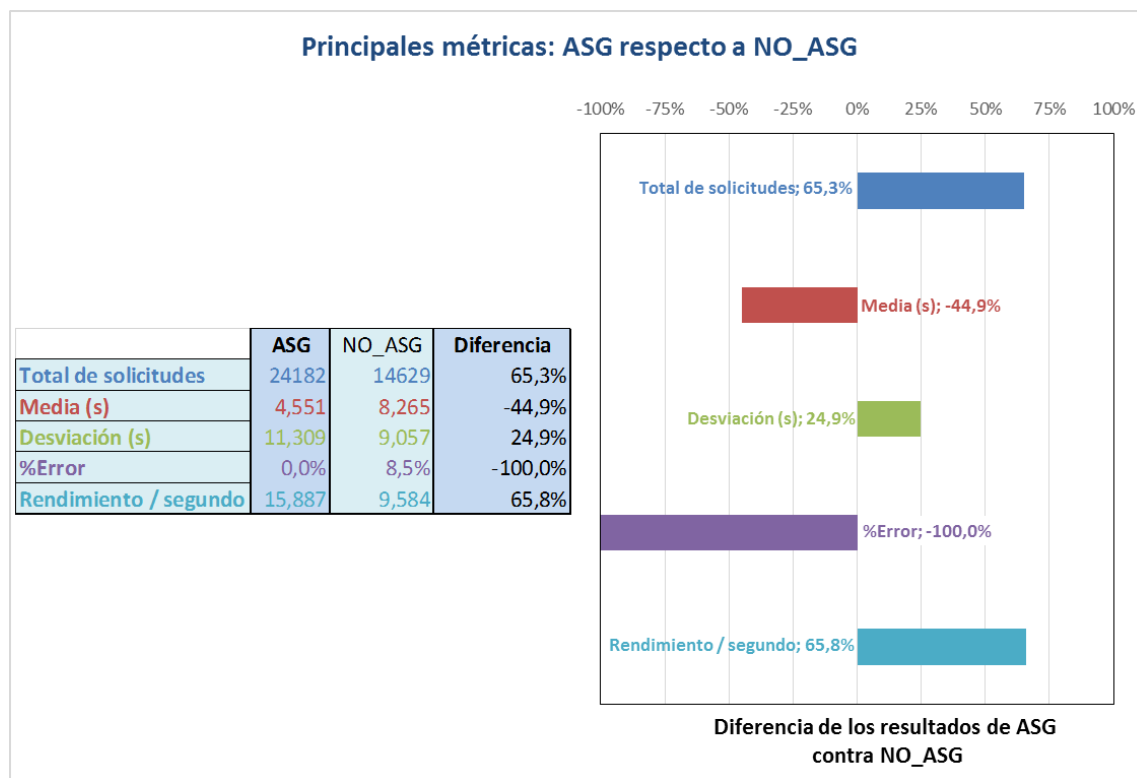 Principales métricas: ASG respecto a NO_ASG
-100% -75% -50% -25% 0% 25% 50% 75% 100%
Total de solicitudes; 65,3%
Media (s); -44,9%
Desviación (s); 24,9%
%Error; -100,0%
Rendimiento / segundo; 65,8%
ASG NO_ASG Diferencia
Total de solicitudes 24182 14629 65,3%
Media (s) 4,551 8,265 -44,9%
Desviación (s) 11,309 9,057 24,9%
%Error 0,0% 8,5% -100,0%
Rendimiento / segundo 15,887 9,584 65,8%
Diferencia de los resultados de ASG
contra NO_ASG